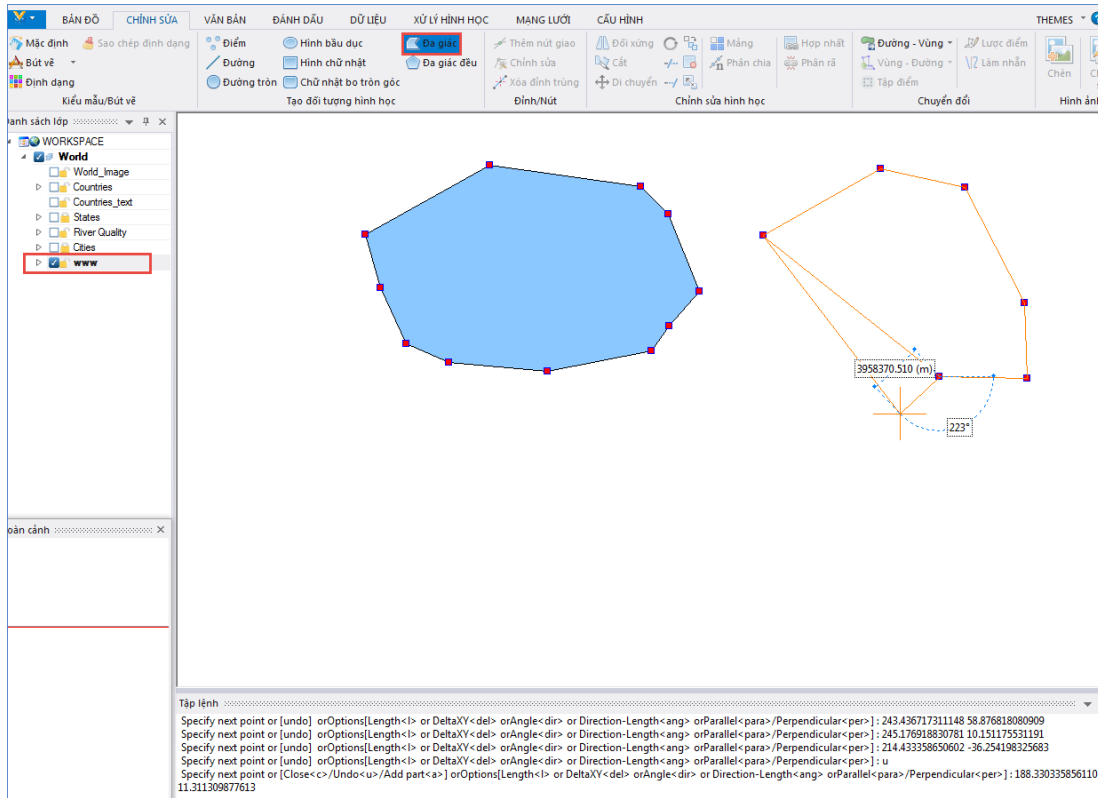 BẢN ĐỒ CHỈNH SỬA VĂN BẢN ĐÁNH DẤU DỮ LIỆU XỬ LÝ HÌNH HỌC MẠNG LƯỚI CẤU HÌNH THEMES
Mặc định Sao chép định dạng Điểm Hình bầu dục Đa giác Thêm nút giao Đối xứng Mảng Hợp nhất Đường - Vùng Lược điểm
Bút vẽ Đường Hình chữ nhật Đa giác đều Chỉnh sửa Cắt Phân chia Phân rã Vùng - Đường Làm nhẵn
Định dạng Đường tròn Chữ nhật bo tròn góc Xóa đỉnh trùng Di chuyển Tập điểm Chèn
Kiểu mẫu/Bút vẽ Tạo đối tượng hình học Đỉnh/Nút Chỉnh sửa hình học Chuyển đổi Hình ảnh
Danh sách lớp
WORKSPACE
World
World_Image
Countries
Countries_text
States
River Quality
Cities
www
3958370.510 (m)
223°
oàn cảnh
Tập lệnh
Specify next point or [undo] orOptions[Length<l> or DeltaXY<del> orAngle<dir> or Direction-Length<ang> orParallel<para>/Perpendicular<per>] : 243.436717311148 58.876818080909
Specify next point or [undo] orOptions[Length<l> or DeltaXY<del> orAngle<dir> or Direction-Length<ang> orParallel<para>/Perpendicular<per>] : 245.176918830781 10.151175531191
Specify next point or [undo] orOptions[Length<l> or DeltaXY<del> orAngle<dir> or Direction-Length<ang> orParallel<para>/Perpendicular<per>] : 214.433358650602 -36.254198325683
Specify next point or [undo] orOptions[Length<l> or DeltaXY<del> orAngle<dir> or Direction-Length<ang> orParallel<para>/Perpendicular<per>] : u
Specify next point or [Close<c>/Undo<u>/Add part<a>] orOptions[Length<l> or DeltaXY<del> orAngle<dir> or Direction-Length<ang> orParallel<para>/Perpendicular<per>] : 188.330335856110
11.311309877613